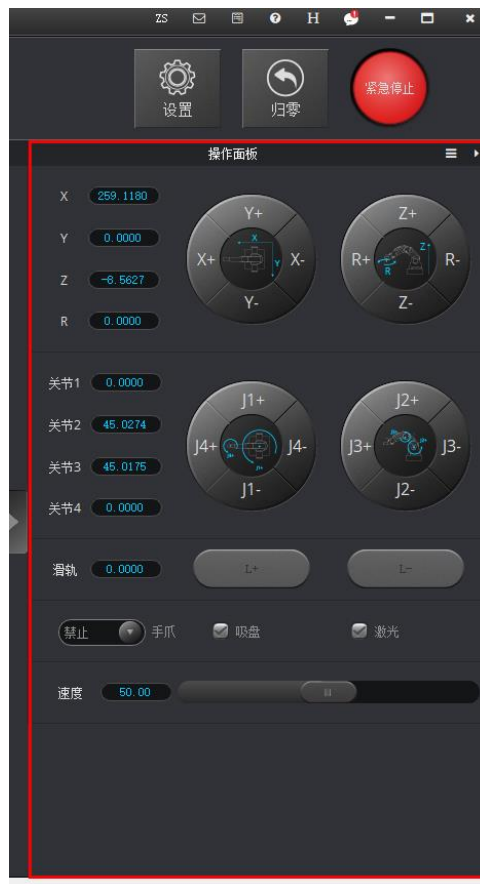 ZS H
设置 归零 紧急停止
操作面板
X 259.1180
Y 0.0000
Z -8.5627
R 0.0000
Y+
X+ X Y X-
Y-
Z+
R+ Z+ R R-
Z-
关节1 0.0000
关节2 45.0274
关节3 45.0175
关节4 0.0000
J1+
J4+ J4-
J1-
J2+
J3+ J3-
J2-
滑轨 0.0000 L+ L-
禁止 手爪 吸盘 激光
速度 50.00